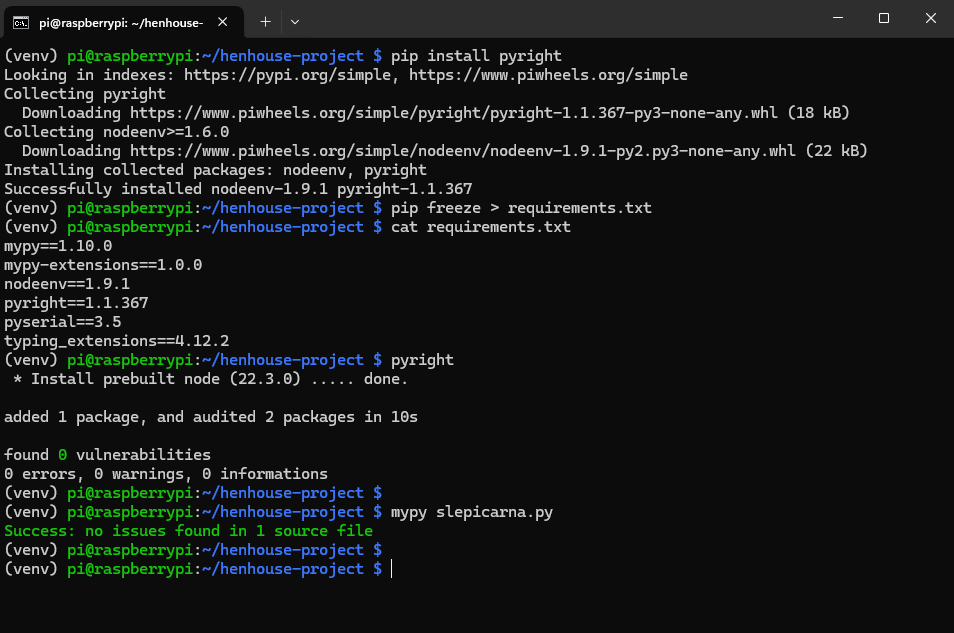 pi@raspberrypi: ~/henhouse-
(venv) pi@raspberrypi:~/henhouse-project $ pip install pyright
Looking in indexes: https://pypi.org/simple, https://www.piwheels.org/simple
Collecting pyright
  Downloading https://www.piwheels.org/simple/pyright/pyright-1.1.367-py3-none-any.whl (18 kB)
Collecting nodeenv>=1.6.0
  Downloading https://www.piwheels.org/simple/nodeenv/nodeenv-1.9.1-py2.py3-none-any.whl (22 kB)
Installing collected packages: nodeenv, pyright
Successfully installed nodeenv-1.9.1 pyright-1.1.367
(venv) pi@raspberrypi:~/henhouse-project $ pip freeze > requirements.txt
(venv) pi@raspberrypi:~/henhouse-project $ cat requirements.txt
mypy==1.10.0
mypy-extensions==1.0.0
nodeenv==1.9.1
pyright==1.1.367
pyserial==3.5
typing_extensions==4.12.2
(venv) pi@raspberrypi:~/henhouse-project $ pyright
 * Install prebuilt node (22.3.0) ..... done.
added 1 package, and audited 2 packages in 10s
found 0 vulnerabilities
0 errors, 0 warnings, 0 informations
(venv) pi@raspberrypi:~/henhouse-project $
(venv) pi@raspberrypi:~/henhouse-project $ mypy slepicarna.py
Success: no issues found in 1 source file
(venv) pi@raspberrypi:~/henhouse-project $
(venv) pi@raspberrypi:~/henhouse-project $